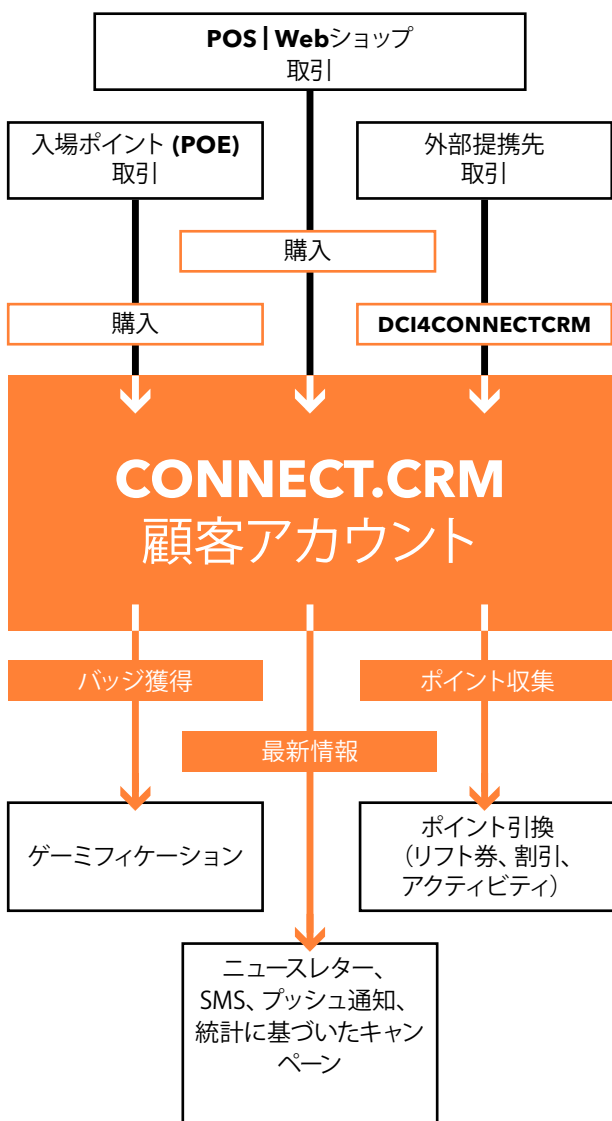 POS | Webショップ
取引
入場ポイント (POE)
取引
外部提携先
取引
購入
購入
DCI4CONNECTCRM
CONNECT.CRM
顧客アカウント
バッジ獲得
ポイント収集
最新情報
ゲーミフィケーション
ポイント引換
（リフト券、割引、
アクティビティ）
ニュースレター、
SMS、プッシュ通知、
統計に基づいたキャン
ペーン